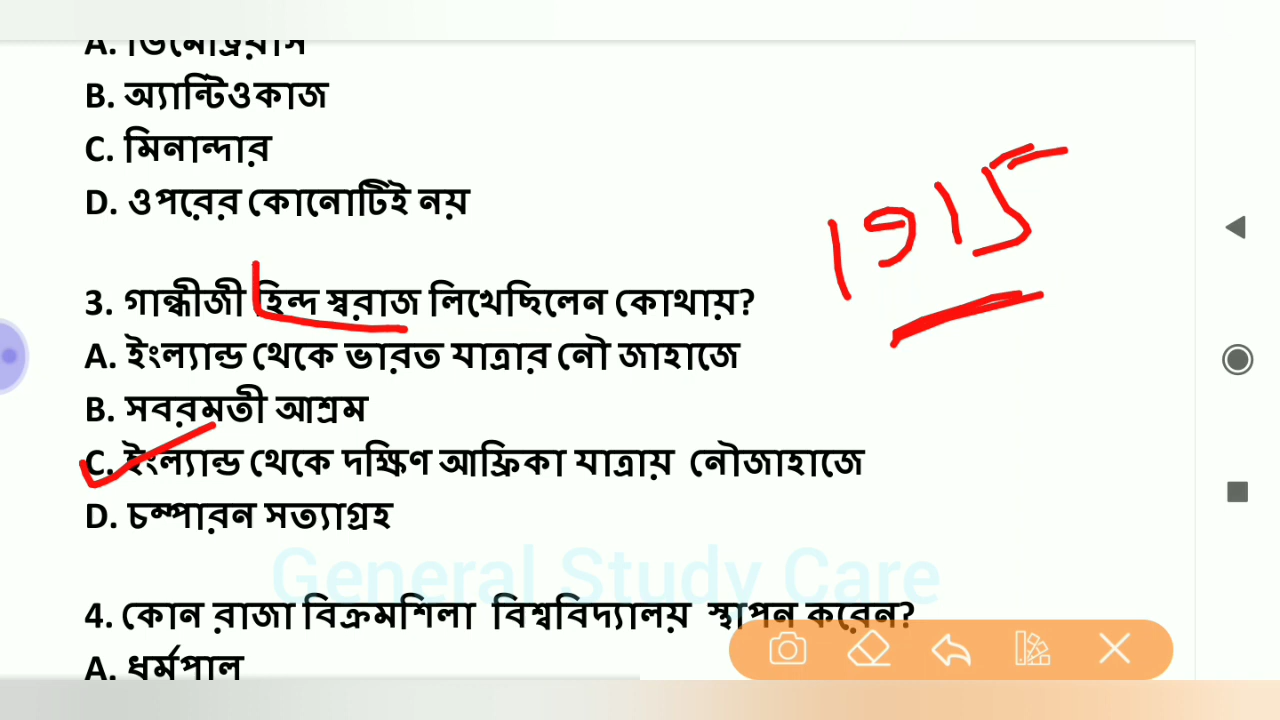 A. ডিমেট্রিয়াস
B. অ্যান্টিওকাজ
C. মিনান্দার
D. ওপরের কোনোটিই নয়
1915
3. গান্ধীজী হিন্দ স্বরাজ লিখেছিলেন কোথায়?
A. ইংল্যান্ড থেকে ভারত যাত্রার নৌ জাহাজে
B. সবরমতী আশ্রম
C. ইংল্যান্ড থেকে দক্ষিণ আফ্রিকা যাত্রায় নৌজাহাজে
D. চম্পারন সত্যাগ্রহ
General Study Care
4. কোন রাজা বিক্রমশিলা বিশ্ববিদ্যালয় স্থাপন করেন?
A. ধর্মপাল